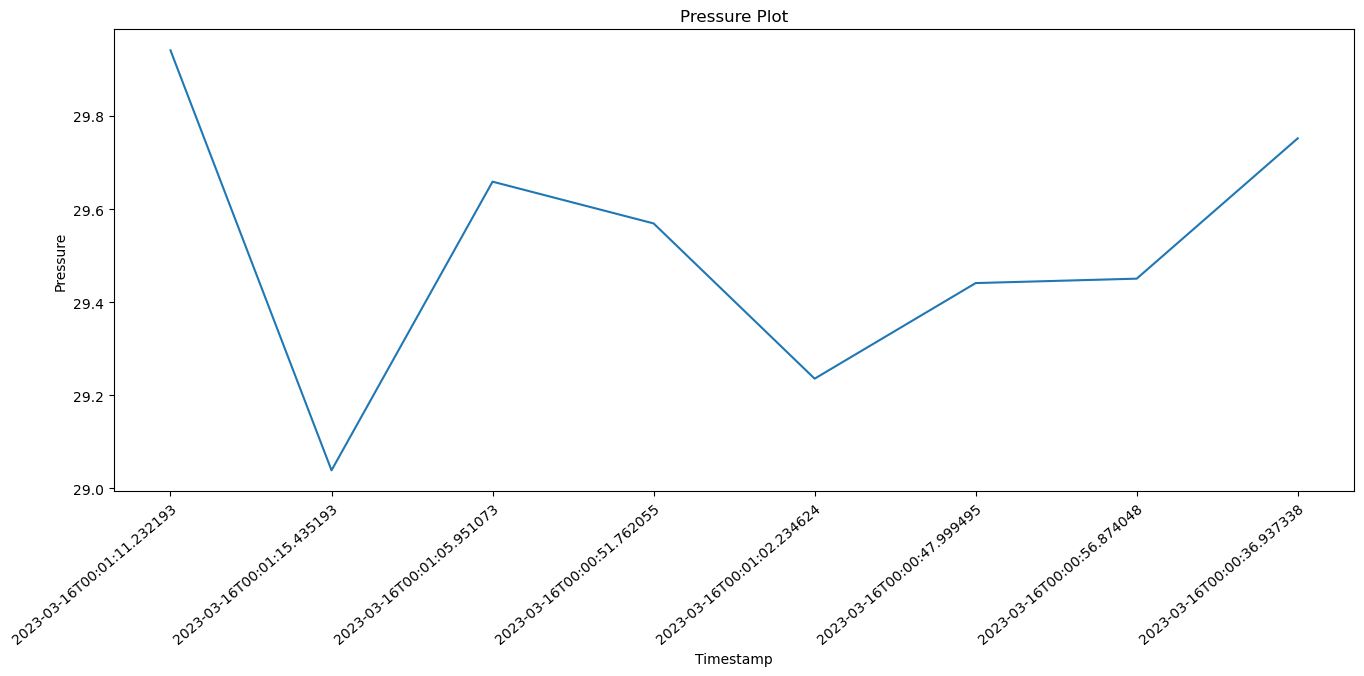 Pressure Plot
Pressure
29.8
29.6
29.4
29.2
29.0
2023-03-16T00:01:11.232193
2023-03-16T00:01:15.435193
2023-03-16T00:01:05.951073
2023-03-16T00:00:51.762055
2023-03-16T00:01:02.234624
2023-03-16T00:00:47.999495
2023-03-16T00:00:56.874048
2023-03-16T00:00:36.937338
Timestamp